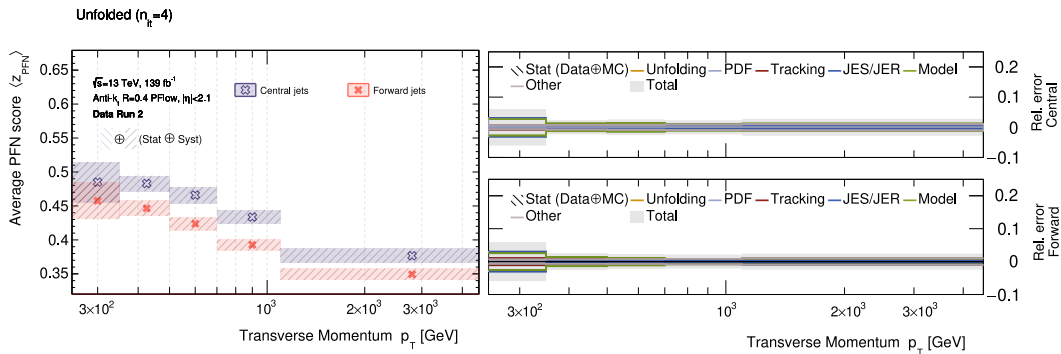 Unfolded (n_lt=4)
Average PFN score ⟨z_PFN⟩
0.65
0.6
0.55
0.5
0.45
0.4
0.35
√s=13 TeV, 139 fb⁻¹
Anti-k_t R=0.4 PFlow, |η|<2.1
Data Run 2
⊕ (Stat ⊕ Syst)
Central jets
Forward jets
3×10² 10³ 2×10³ 3×10³
Transverse Momentum p_T [GeV]
Stat (Data⊕MC) Unfolding PDF Tracking JES/JER Model
Other Total
0.2
0.1
0
−0.1
Rel. error
Central
Stat (Data⊕MC) Unfolding PDF Tracking JES/JER Model
Other Total
0.2
0.1
0
−0.1
Rel. error
Forward
3×10² 10³ 2×10³ 3×10³
Transverse Momentum p_T [GeV]